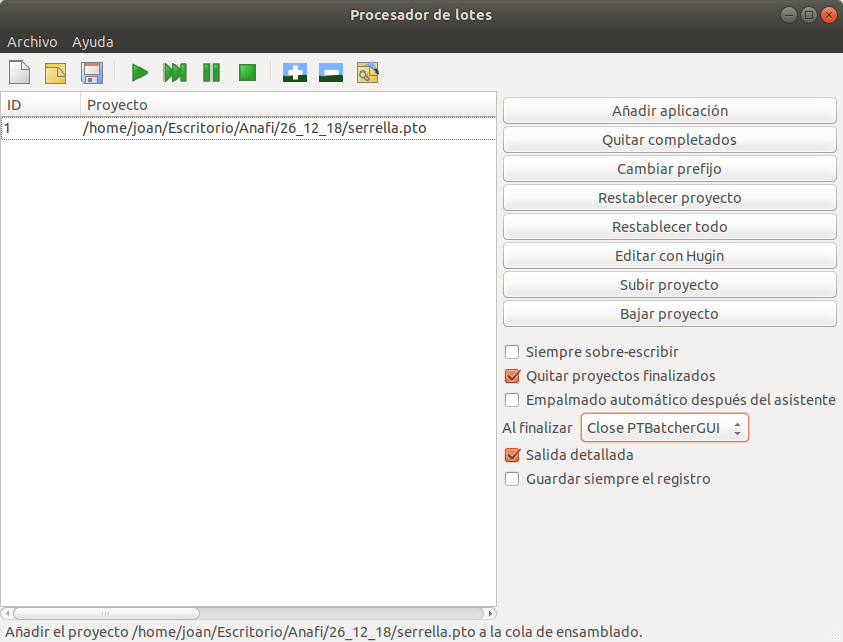 Procesador de lotes
Archivo Ayuda
ID Proyecto
1 /home/joan/Escritorio/Anafi/26_12_18/serrella.pto
Añadir aplicación
Quitar completados
Cambiar prefijo
Restablecer proyecto
Restablecer todo
Editar con Hugin
Subir proyecto
Bajar proyecto
Siempre sobre-escribir
Quitar proyectos finalizados
Empalmado automático después del asistente
Al finalizar Close PTBatcherGUI
Salida detallada
Guardar siempre el registro
Añadir el proyecto /home/joan/Escritorio/Anafi/26_12_18/serrella.pto a la cola de ensamblado.